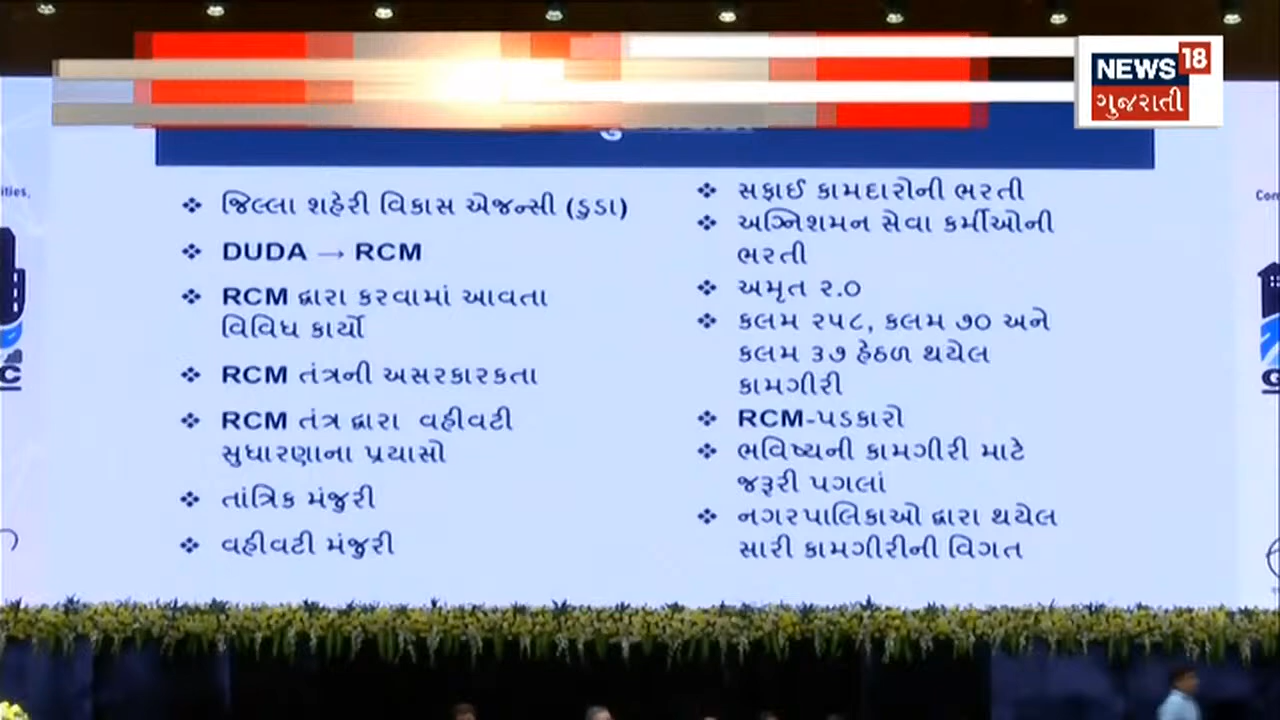 NEWS 18
ગુજરાતી
ities,
Con
જિલ્લા શહેરી વિકાસ એજન્સી (ડુડા)
DUDA → RCM
RCM દ્વારા કરવામાં આવતા
વિવિધ કાર્યો
RCM તંત્રની અસરકારકતા
RCM તંત્ર દ્વારા વહીવટી
સુધારણાના પ્રયાસો
તાંત્રિક મંજુરી
વહીવટી મંજુરી
સફાઈ કામદારોની ભરતી
અગ્નિશમન સેવા કર્મીઓની
ભરતી
અમૃત ૨.૦
કલમ ૨૫૮, કલમ ૭૦ અને
કલમ ૩૭ હેઠળ થયેલ
કામગીરી
RCM-પડકારો
ભવિષ્યની કામગીરી માટે
જરૂરી પગલાં
નગરપાલિકાઓ દ્વારા થયેલ
સારી કામગીરીની વિગત
C
G